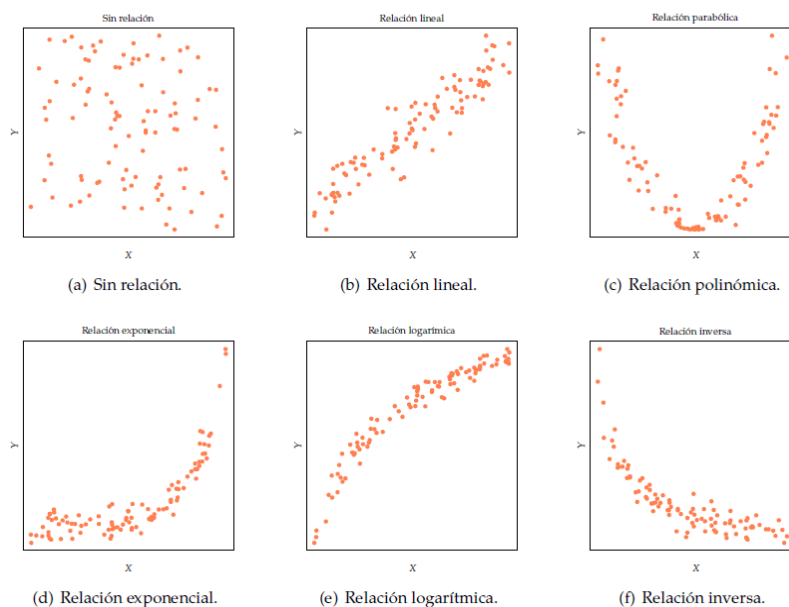 Sin relación
Relación lineal
Relación parabólica
Y
Y
Y
X
X
X
(a) Sin relación.
(b) Relación lineal.
(c) Relación polinómica.
Relación exponencial
Relación logarítmica
Relación inversa
Y
Y
Y
X
X
X
(d) Relación exponencial.
(e) Relación logarítmica.
(f) Relación inversa.